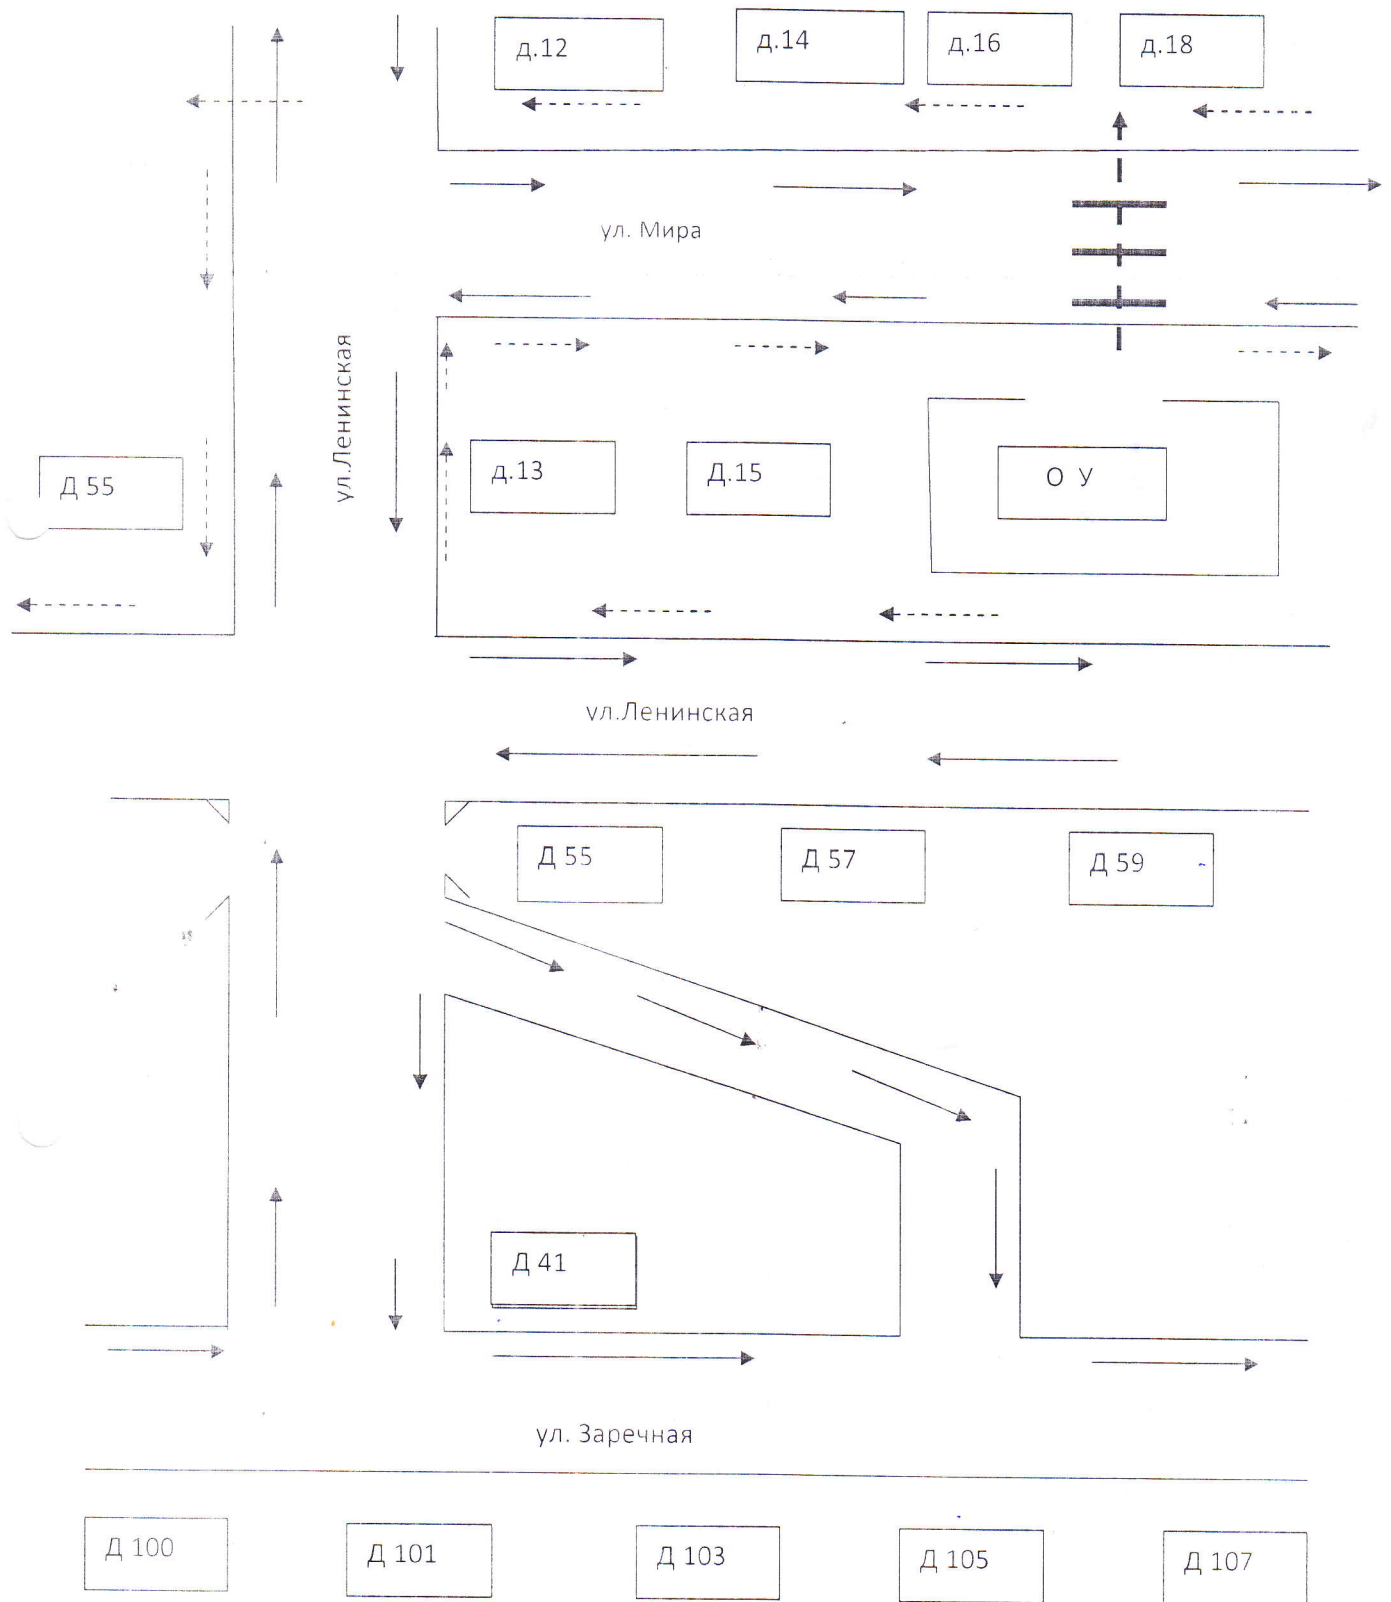 д.12
д.14
д.16
д.18
ул. Мира
ул.Ленинская
Д 55
д.13
Д.15
О У
ул.Ленинская
Д 55
Д 57
Д 59
Д 41
ул. Заречная
Д 100
Д 101
Д 103
Д 105
Д 107